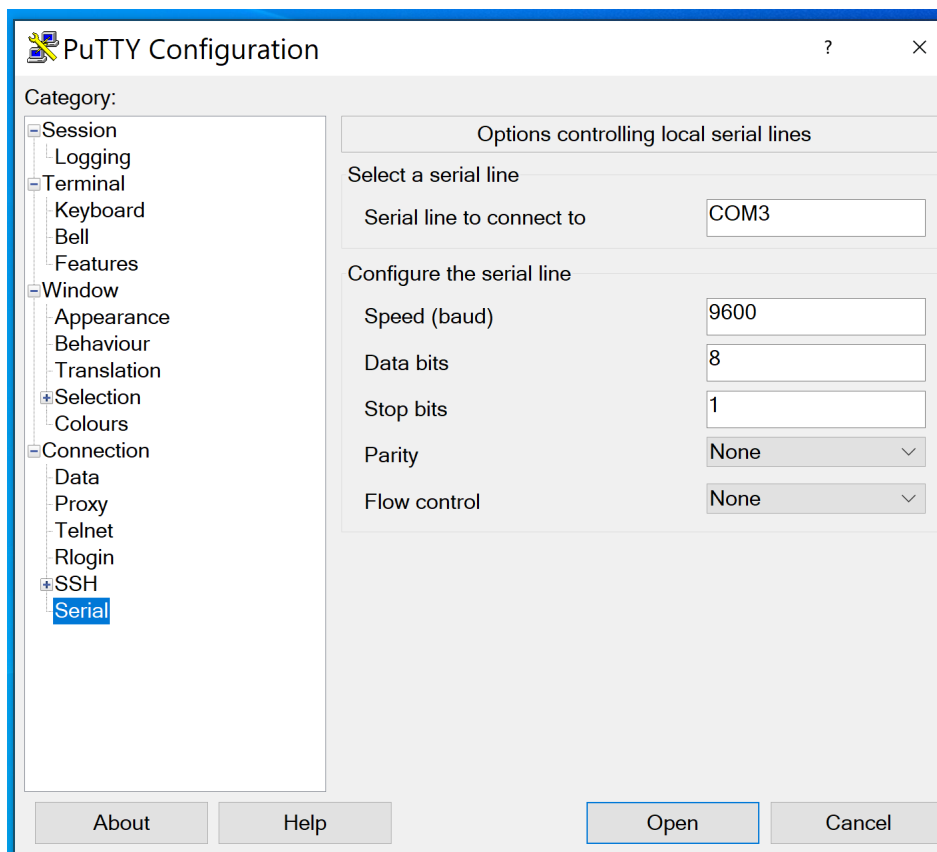 PuTTY Configuration
?
Category:
Session
Logging
Terminal
Keyboard
Bell
Features
Window
Appearance
Behaviour
Translation
Selection
Colours
Connection
Data
Proxy
Telnet
Rlogin
SSH
Serial
Options controlling local serial lines
Select a serial line
Serial line to connect to COM3
Configure the serial line
Speed (baud) 9600
Data bits 8
Stop bits 1
Parity None
Flow control None
About Help Open Cancel